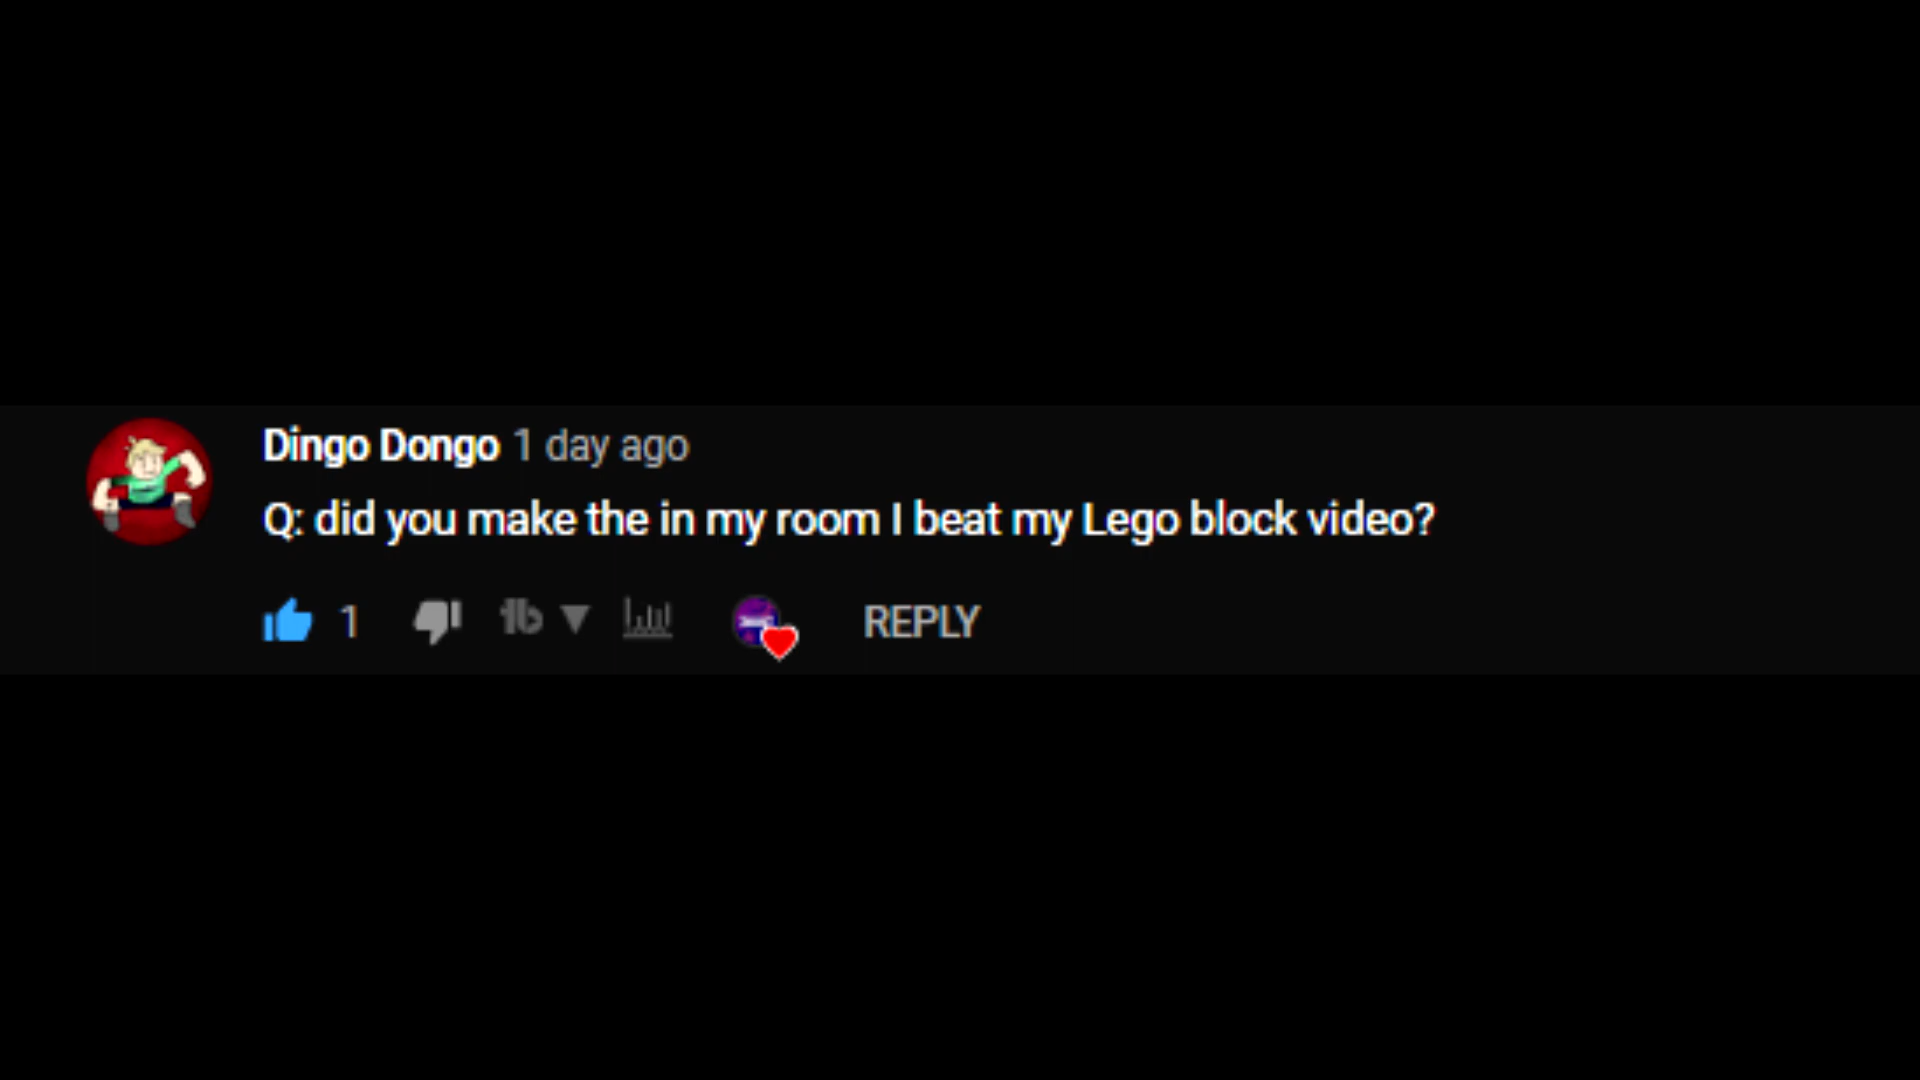 Dingo Dongo 1 day ago
Q: did you make the in my room I beat my Lego block video?
1 REPLY